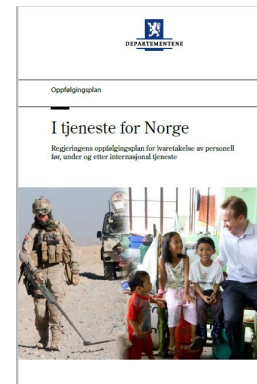 DEPARTEMENTENE
Oppfølgingsplan
I tjeneste for Norge
Regjeringens oppfølgingsplan for ivaretakelse av personell
før, under og etter internasjonal tjeneste